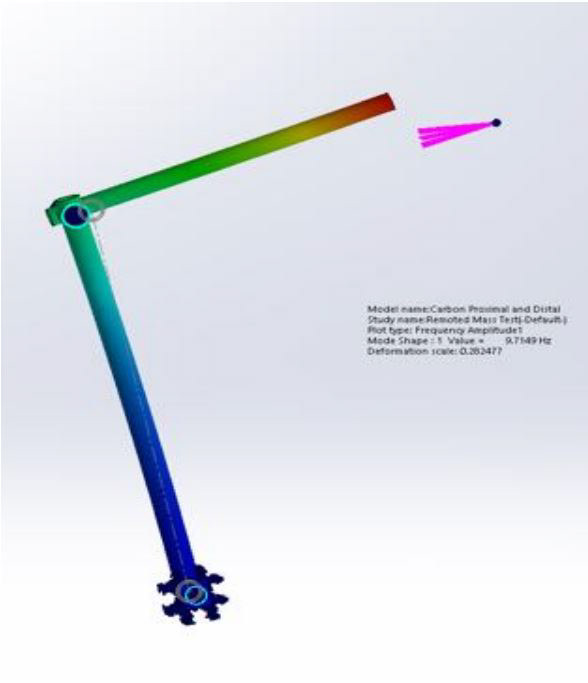 Model name:Carbon Proximal and Distal
Study name:Remoted Mass Test(-Default-)
Plot type: Frequency Amplitude1
Mode Shape : 1 Value = 9.7149 Hz
Deformation scale: 0.282477